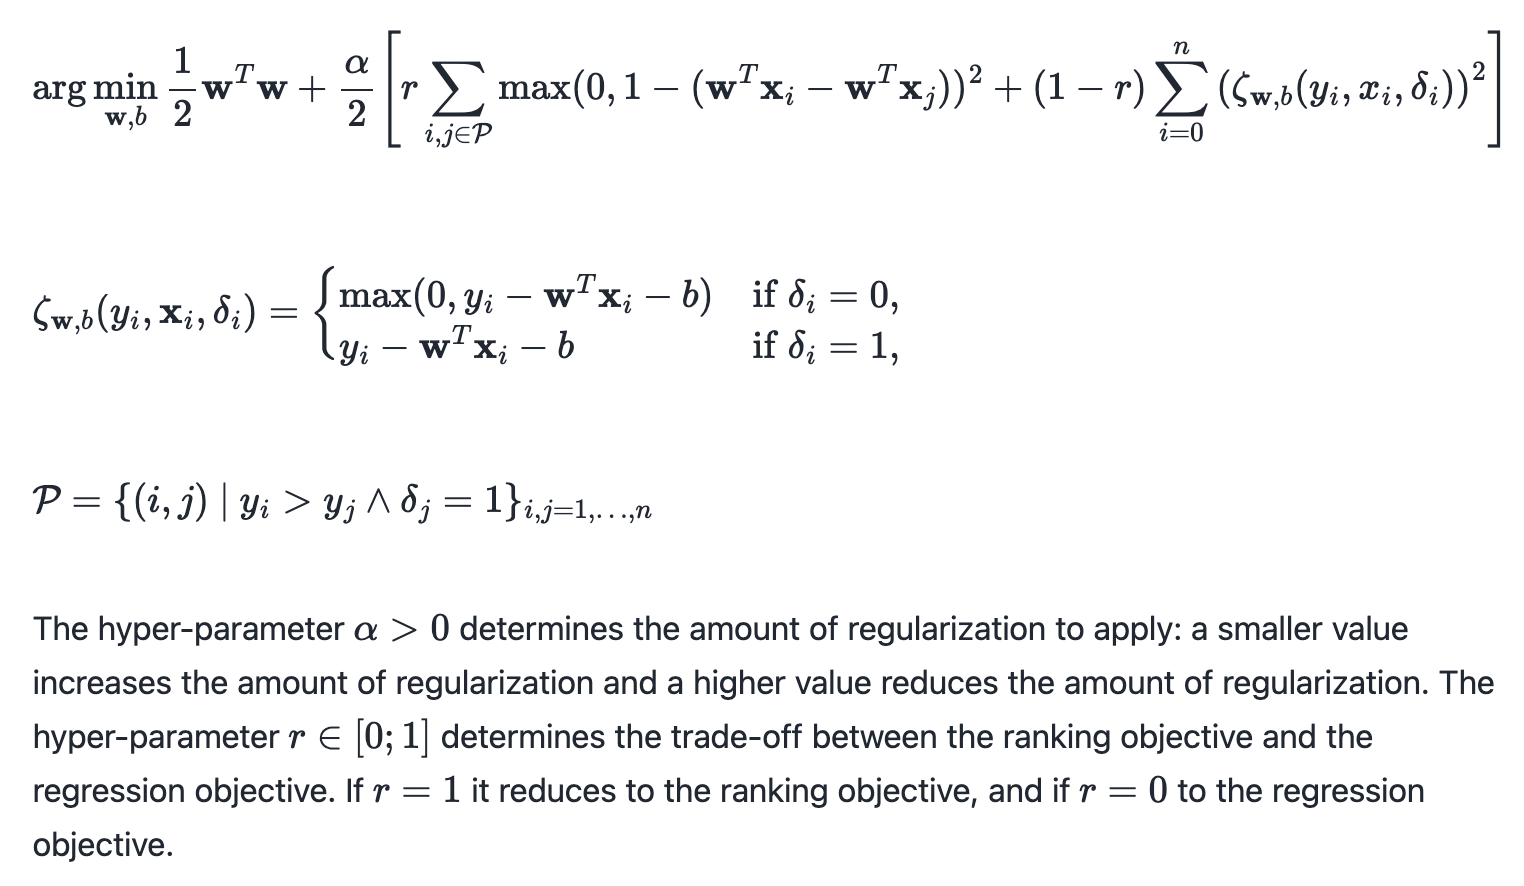 $$\arg\min_{\mathbf{w},b} \frac{1}{2}\mathbf{w}^T\mathbf{w} + \frac{\alpha}{2}\left[ r \sum_{i,j \in \mathcal{P}} \max(0, 1 - (\mathbf{w}^T\mathbf{x}_i - \mathbf{w}^T\mathbf{x}_j))^2 + (1 - r) \sum_{i=0}^{n} (\zeta_{\mathbf{w},b}(y_i, x_i, \delta_i))^2 \right]$$
$$\zeta_{\mathbf{w},b}(y_i, \mathbf{x}_i, \delta_i) = \begin{cases} \max(0, y_i - \mathbf{w}^T\mathbf{x}_i - b) & \text{if } \delta_i = 0, \\ y_i - \mathbf{w}^T\mathbf{x}_i - b & \text{if } \delta_i = 1, \end{cases}$$
$$\mathcal{P} = \{(i, j) \mid y_i > y_j \land \delta_j = 1\}_{i,j=1,\ldots,n}$$
The hyper-parameter $\alpha > 0$ determines the amount of regularization to apply: a smaller value
increases the amount of regularization and a higher value reduces the amount of regularization. The
hyper-parameter $r \in [0; 1]$ determines the trade-off between the ranking objective and the
regression objective. If $r = 1$ it reduces to the ranking objective, and if $r = 0$ to the regression
objective.